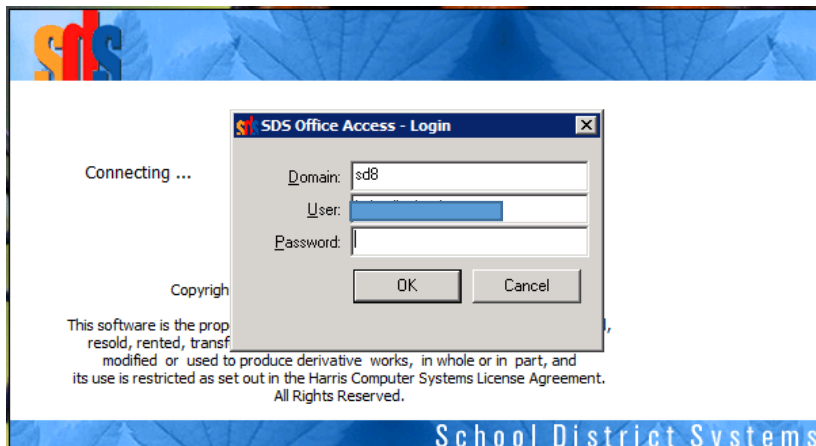 sds
SDS Office Access - Login
Connecting ...
Domain: sd8
User:
Password:
OK Cancel
Copyrigh
This software is the prop
resold, rented, transf
modified or used to produce derivative works, in whole or in part, and
its use is restricted as set out in the Harris Computer Systems License Agreement.
All Rights Reserved.
School District Systems